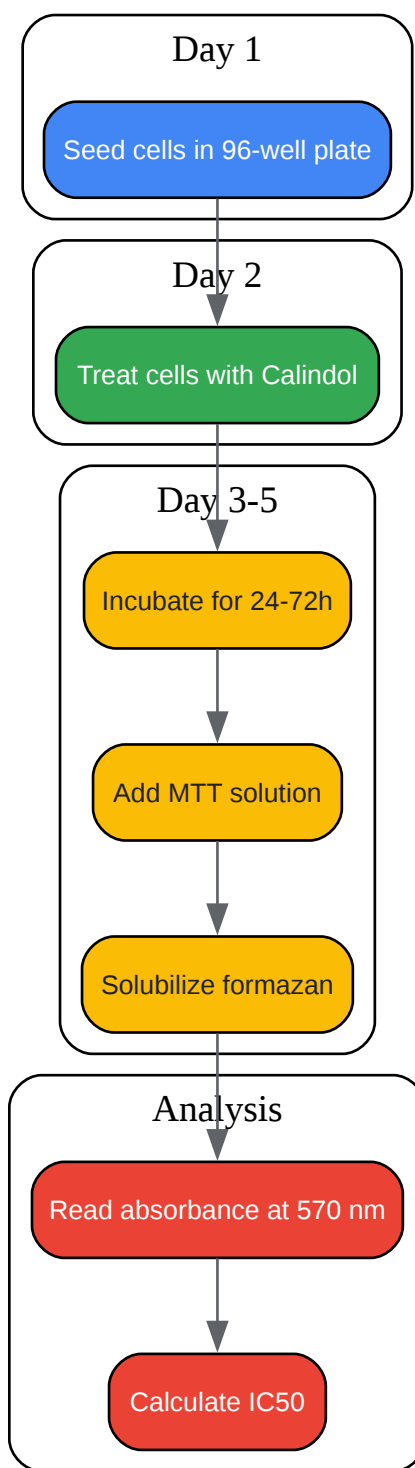 Day 1
Seed cells in 96-well plate
Day 2
Treat cells with Calindol
Day 3-5
Incubate for 24-72h
Add MTT solution
Solubilize formazan
Analysis
Read absorbance at 570 nm
Calculate IC50